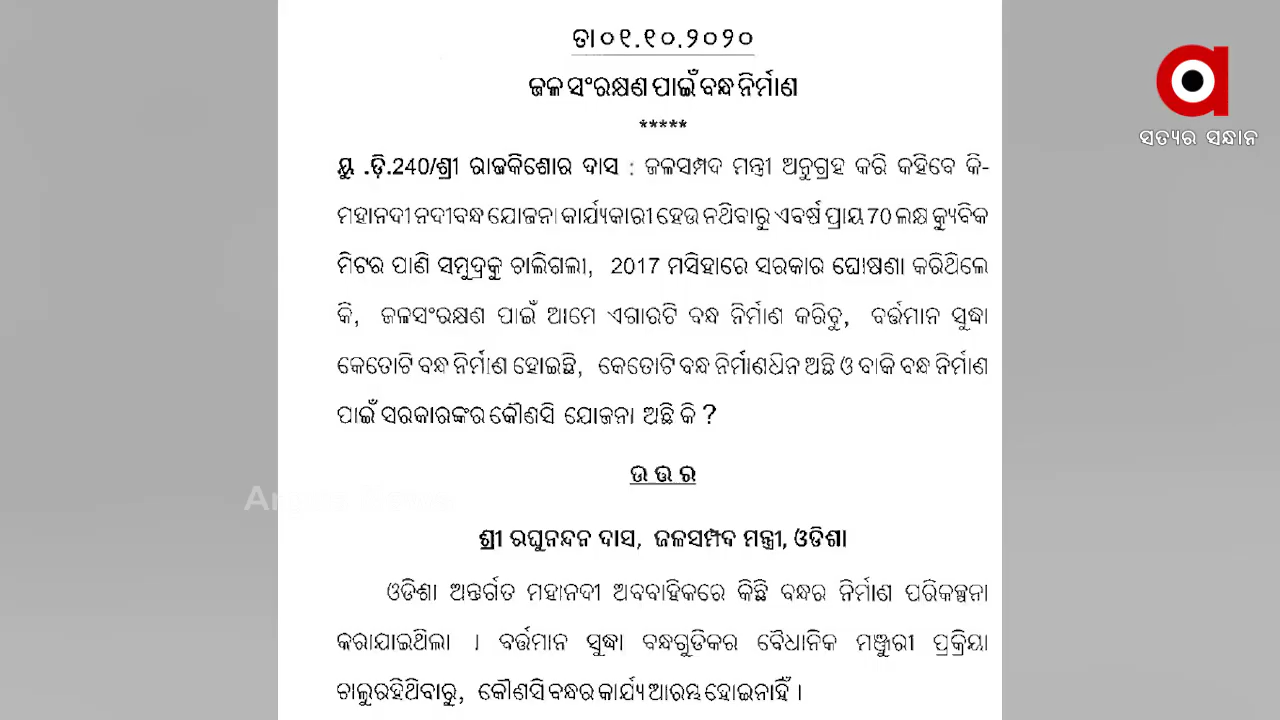 ତା୦୧.୧୦.୨୦୨୦
ଜଳ ସଂରକ୍ଷଣ ପାଇଁ ବନ୍ଧ ନିର୍ମାଣ
*****
ୟୁ .ଡ଼ି.240/ଶ୍ରୀ ରାଜକିଶୋର ଦାସ : ଜଳସମ୍ପଦ ମନ୍ତ୍ରୀ ଅନୁଗ୍ରହ କରି କହିବେ କି-
ମହାନଦୀ ନଦୀବନ୍ଧ ଯୋଜନା କାର୍ଯ୍ୟକାରୀ ହେଉ ନଥିବାରୁ ଏବର୍ଷ ପ୍ରାୟ 70 ଲକ୍ଷ କ୍ୟୁବିକ
ମିଟର ପାଣି ସମୁଦ୍ରକୁ ଚାଲିଗଲା, 2017 ମସିହାରେ ସରକାର ଘୋଷଣା କରିଥିଲେ
କି, ଜଳସଂରକ୍ଷଣ ପାଇଁ ଆମେ ଏଗାରଟି ବନ୍ଧ ନିର୍ମାଣ କରିବୁ, ବର୍ତ୍ତମାନ ସୁଦ୍ଧା
କେତୋଟି ବନ୍ଧ ନିର୍ମାଣ ହୋଇଛି, କେତୋଟି ବନ୍ଧ ନିର୍ମାଣଧିନ ଅଛି ଓ ବାକି ବନ୍ଧ ନିର୍ମାଣ
ପାଇଁ ସରକାରଙ୍କର କୌଣସି ଯୋଜନା ଅଛି କି ?
ଉ ତ୍ତ ର
ଶ୍ରୀ ରଘୁନନ୍ଦନ ଦାସ, ଜଳସମ୍ପଦ ମନ୍ତ୍ରୀ, ଓଡିଶା
ଓଡିଶା ଅନ୍ତର୍ଗତ ମହାନଦୀ ଅବବାହିକରେ କିଛି ବନ୍ଧର ନିର୍ମାଣ ପରିକଳ୍ପନା
କରାଯାଇଥିଲା । ବର୍ତ୍ତମାନ ସୁଦ୍ଧା ବନ୍ଧଗୁଡିକର ବୈଧାନିକ ମଞ୍ଜୁରୀ ପ୍ରକ୍ରିୟା
ଚାଲୁରହିଥିବାରୁ, କୌଣସି ବନ୍ଧର କାର୍ଯ୍ୟ ଆରମ୍ଭ ହୋଇନାହିଁ ।
ସତ୍ୟର ସନ୍ଧାନ